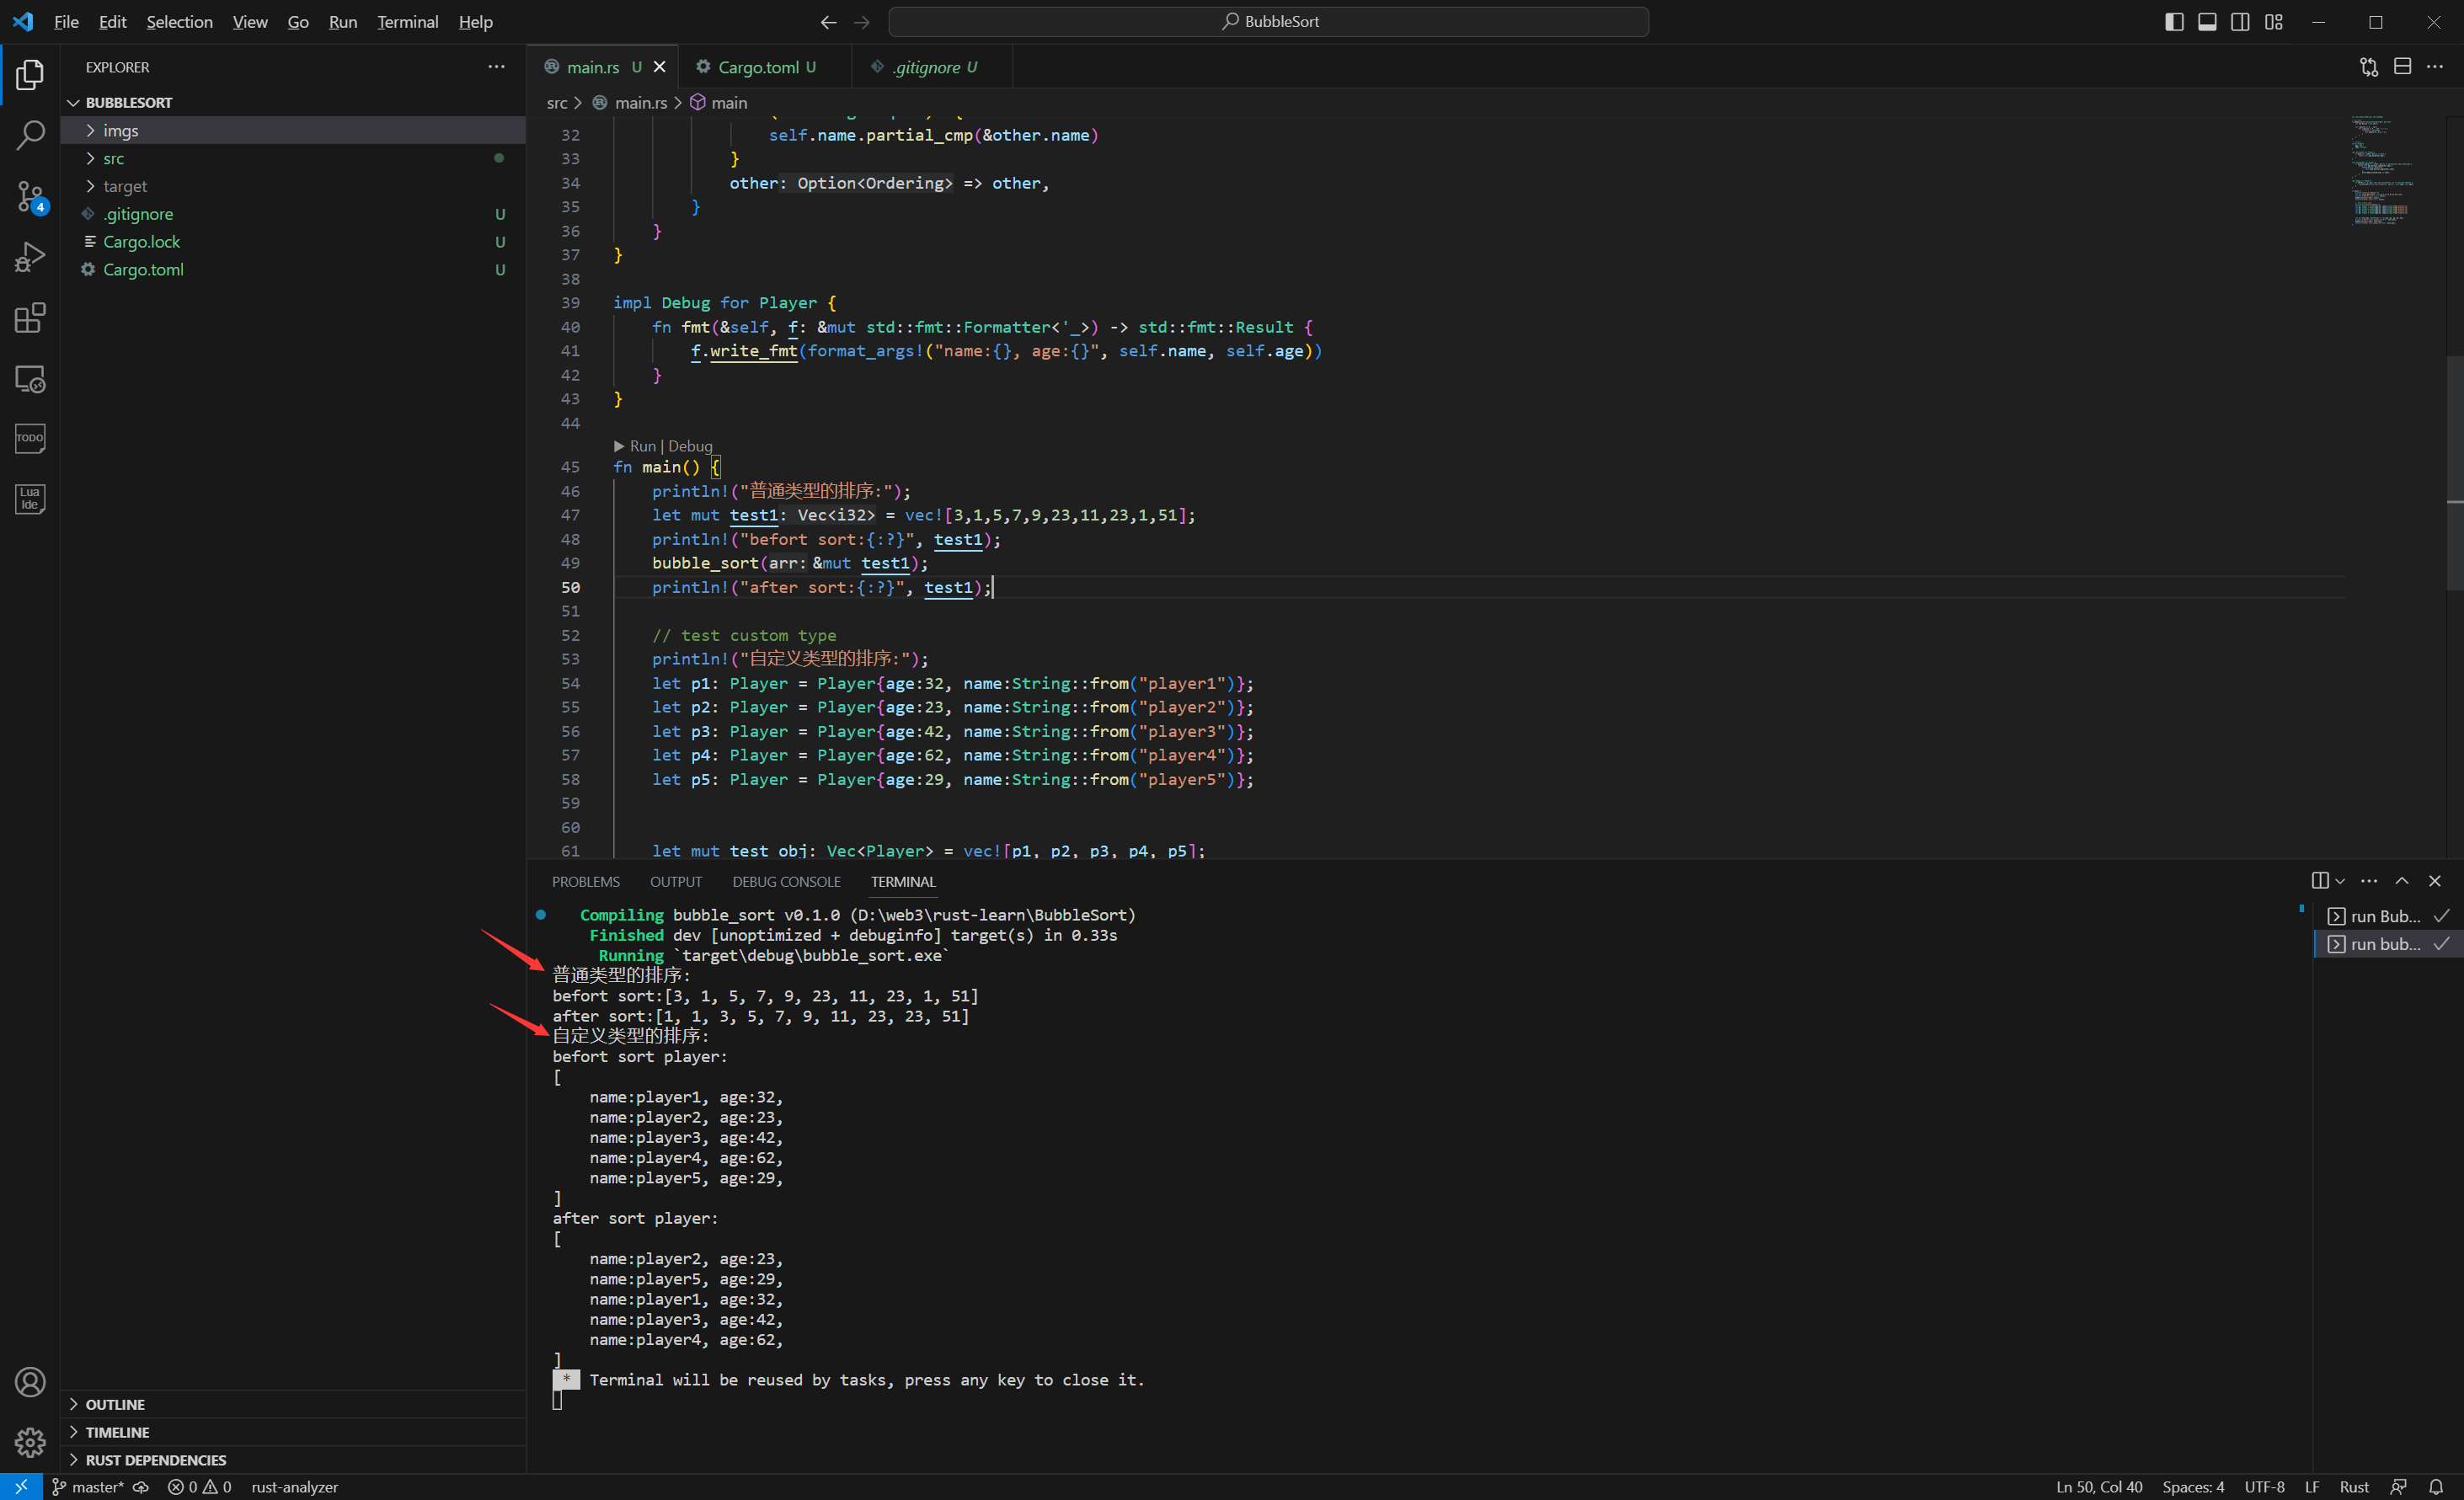 File Edit Selection View Go Run Terminal Help
BubbleSort
EXPLORER
BUBBLESORT
imgs
src
target
.gitignore U
Cargo.lock U
Cargo.toml U
OUTLINE
TIMELINE
RUST DEPENDENCIES
4
TODO
Lua
Ide
main.rs U
Cargo.toml U
.gitignore U
src > main.rs > main
32 self.name.partial_cmp(&other.name)
33 }
34 other: Option<Ordering> => other,
35 }
36 }
37 }
38
39 impl Debug for Player {
40 fn fmt(&self, f: &mut std::fmt::Formatter<'_>) -> std::fmt::Result {
41 f.write_fmt(format_args!("name:{}, age:{}", self.name, self.age))
42 }
43 }
44
Run | Debug
45 fn main() {
46 println!("普通类型的排序:");
47 let mut test1: Vec<i32> = vec![3,1,5,7,9,23,11,23,1,51];
48 println!("befort sort:{:?}", test1);
49 bubble_sort(arr: &mut test1);
50 println!("after sort:{:?}", test1);
51
52 // test custom type
53 println!("自定义类型的排序:");
54 let p1: Player = Player{age:32, name:String::from("player1")};
55 let p2: Player = Player{age:23, name:String::from("player2")};
56 let p3: Player = Player{age:42, name:String::from("player3")};
57 let p4: Player = Player{age:62, name:String::from("player4")};
58 let p5: Player = Player{age:29, name:String::from("player5")};
59
60
61 let mut test_obj: Vec<Player> = vec![p1, p2, p3, p4, p5];
PROBLEMS OUTPUT DEBUG CONSOLE TERMINAL
Compiling bubble_sort v0.1.0 (D:\web3\rust-learn\BubbleSort)
Finished dev [unoptimized + debuginfo] target(s) in 0.33s
Running `target\debug\bubble_sort.exe`
普通类型的排序:
befort sort:[3, 1, 5, 7, 9, 23, 11, 23, 1, 51]
after sort:[1, 1, 3, 5, 7, 9, 11, 23, 23, 51]
自定义类型的排序:
befort sort player:
[
name:player1, age:32,
name:player2, age:23,
name:player3, age:42,
name:player4, age:62,
name:player5, age:29,
]
after sort player:
[
name:player2, age:23,
name:player5, age:29,
name:player1, age:32,
name:player3, age:42,
name:player4, age:62,
]
* Terminal will be reused by tasks, press any key to close it.
run Bub...
run bub...
master* 0 0 rust-analyzer
Ln 50, Col 40 Spaces: 4 UTF-8 LF Rust